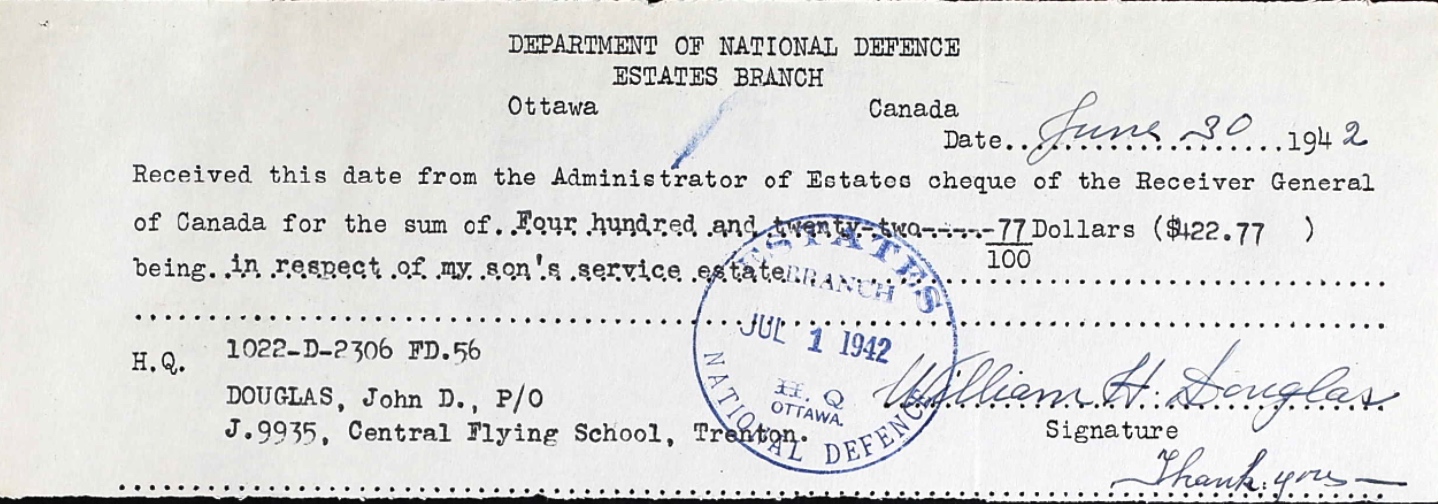 DEPARTMENT OF NATIONAL DEFENCE
ESTATES BRANCH
Ottawa Canada
Date..June 30...1942
Received this date from the Administrator of Estates cheque of the Receiver General
of Canada for the sum of..Four hundred and twenty-two-----77/100 Dollars ($422.77 )
being..in respect of my son's service estate
H.Q. 1022-D-2306 FD.56
DOUGLAS, John D., P/O
J.9935, Central Flying School, Trenton.
ESTATES
BRANCH
JUL 1 1942
H. Q
OTTAWA.
NATIONAL DEFENCE
William H. Douglas
Signature
Thank you —